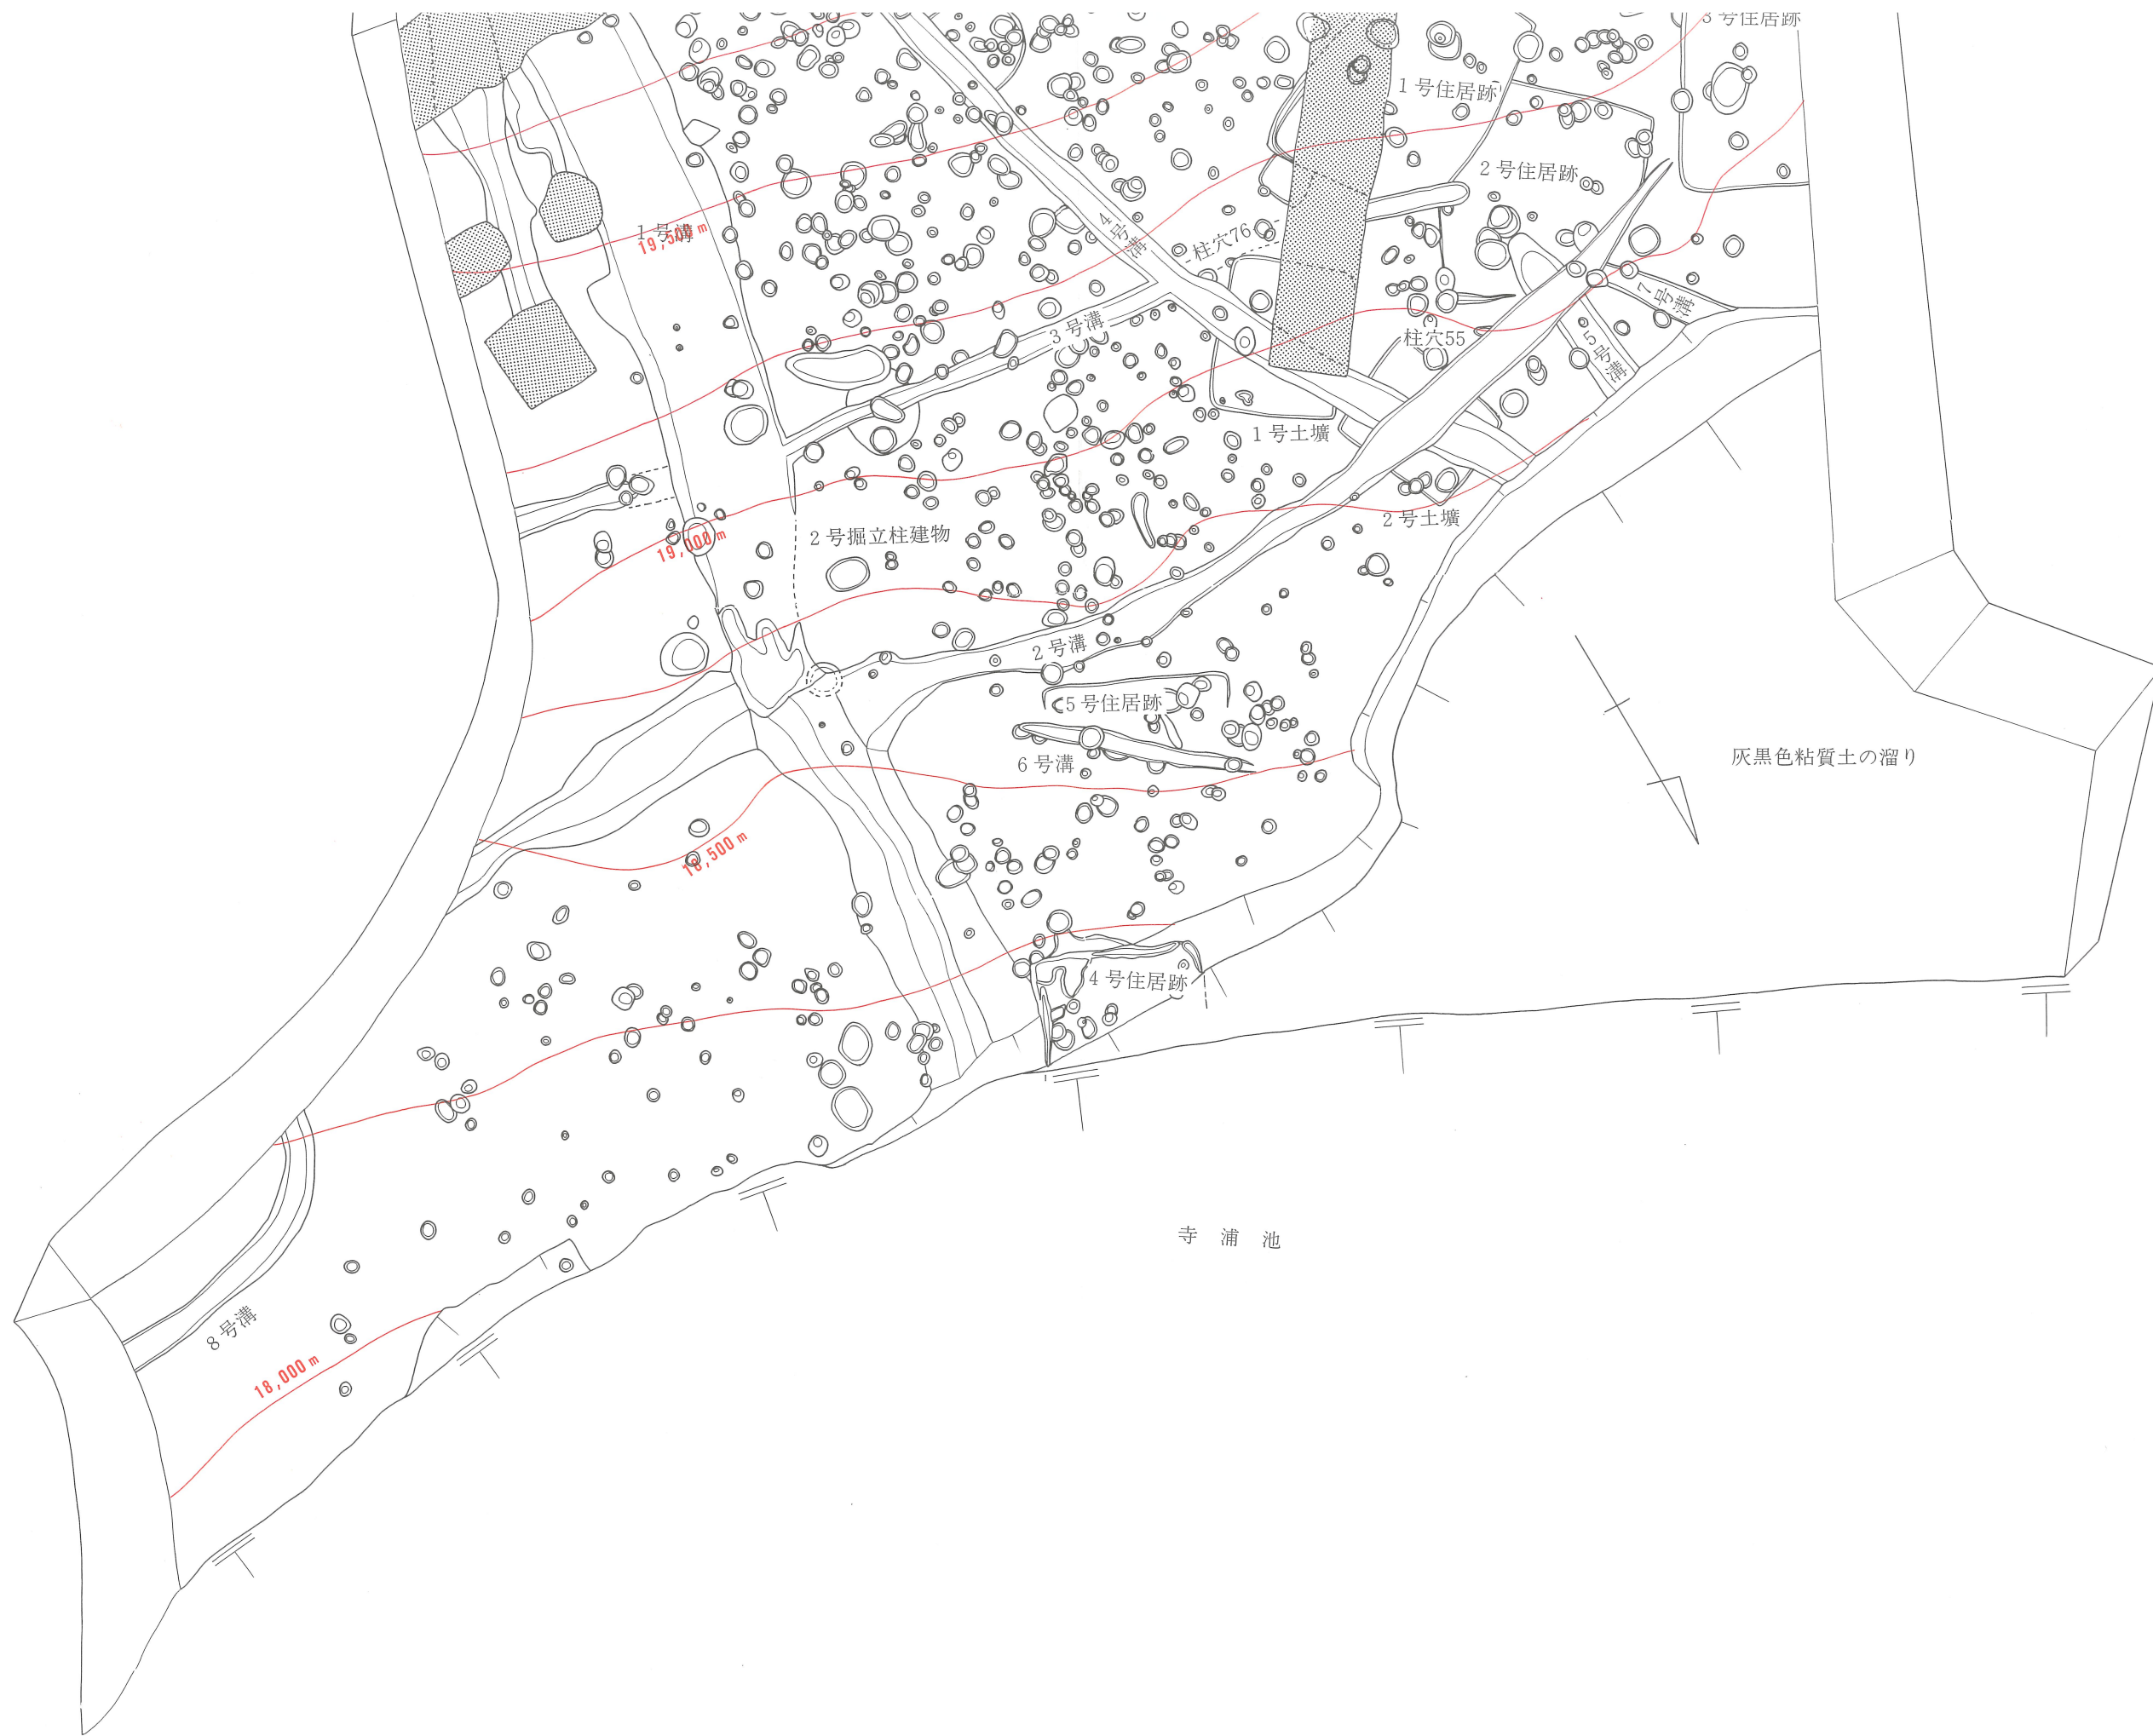 3号住居跡
1号住居跡
2号住居跡
1号溝
19,500m
4号溝
柱穴76
7号溝
3号溝
柱穴55
5号溝
1号土壙
2号土壙
2号掘立柱建物
19,000m
2号溝
5号住居跡
6号溝
灰黒色粘質土の溜り
18,500m
4号住居跡
寺浦池
8号溝
18,000m